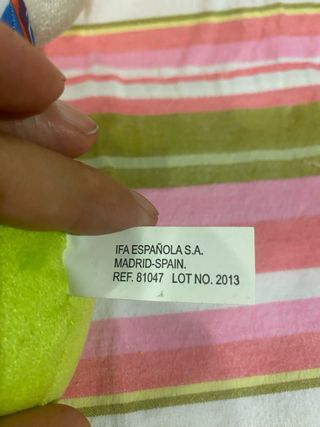 IFA ESPAÑOLA S.A.
MADRID-SPAIN.
REF. 81047 LOT NO. 2013